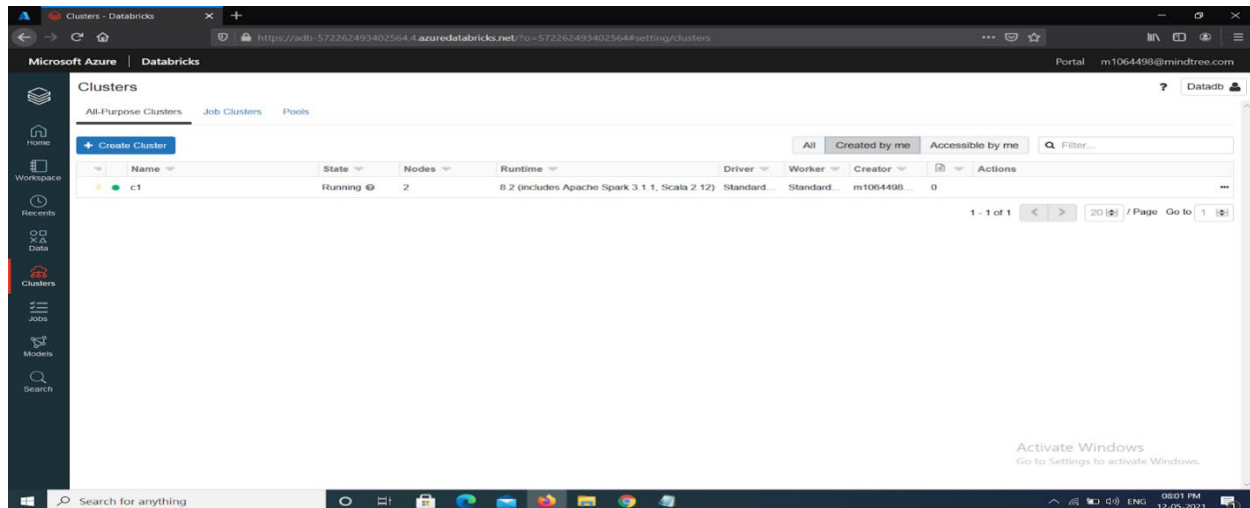 Clusters - Databricks
https://adb-572262493402564.4.azuredatabricks.net/?o=572262493402564#setting/clusters
Microsoft Azure | Databricks Portal m1064498@mindtree.com
Clusters ? Datadb
All-Purpose Clusters Job Clusters Pools
+ Create Cluster All Created by me Accessible by me Filter...
Name State Nodes Runtime Driver Worker Creator Actions
c1 Running 2 8.2 (includes Apache Spark 3.1.1, Scala 2.12) Standard... Standard... m1064498... 0
1 - 1 of 1 < > 20 / Page Go to 1
Home
Workspace
Recents
Data
Clusters
Jobs
Models
Search
Activate Windows
Go to Settings to activate Windows.
Search for anything ENG 08:01 PM
12-05-2021